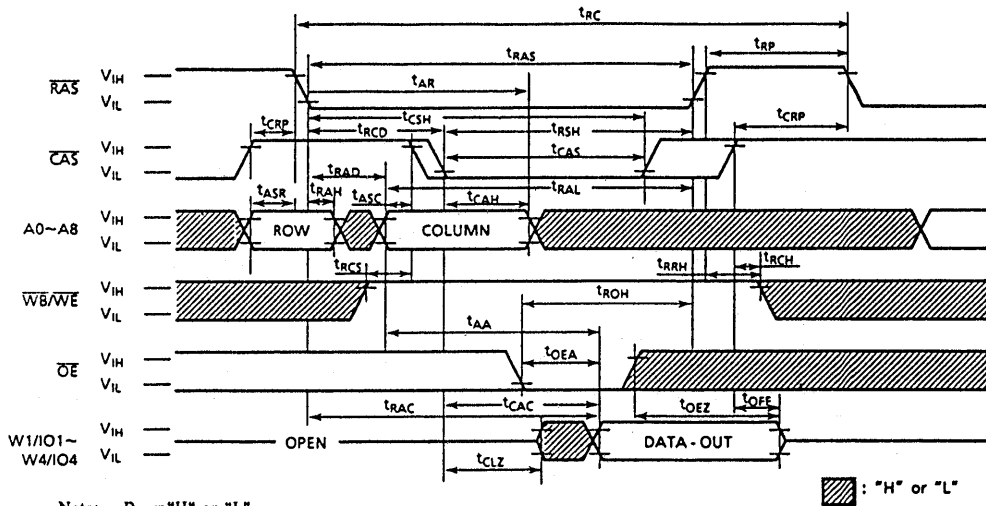 tRC
tRAS
tRP
tAR
RAS VIH
VIL
tCRP
tCSH
tRCD
tRSH
tCRP
CAS VIH
VIL
tCAS
tRAD
tRAL
tASR
tRAH
tASC
tCAH
A0~A8 VIH
VIL
ROW
COLUMN
tRCS
tRRH
tRCH
WB/WE VIH
VIL
tROH
tAA
OE VIH
VIL
tOEA
tOEZ
tOFF
tRAC
tCAC
W1/IO1~
W4/IO4
VIH
VIL
OPEN
DATA-OUT
tCLZ
: "H" or "L"